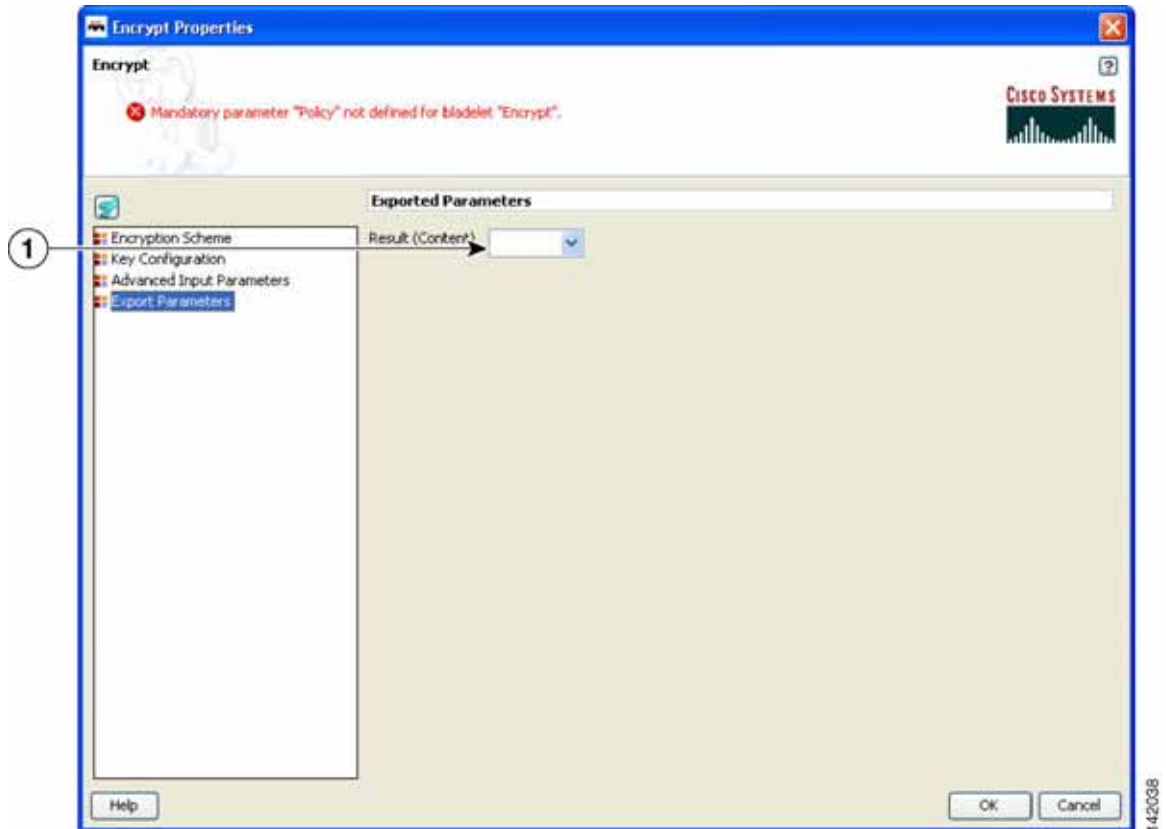 Encrypt Properties
Encrypt
?
CISCO SYSTEMS
Mandatory parameter "Policy" not defined for bladelet "Encrypt".
Exported Parameters
1
Encryption Scheme
Key Configuration
Advanced Input Parameters
Export Parameters
Result (Content)
Help
OK
Cancel
142038